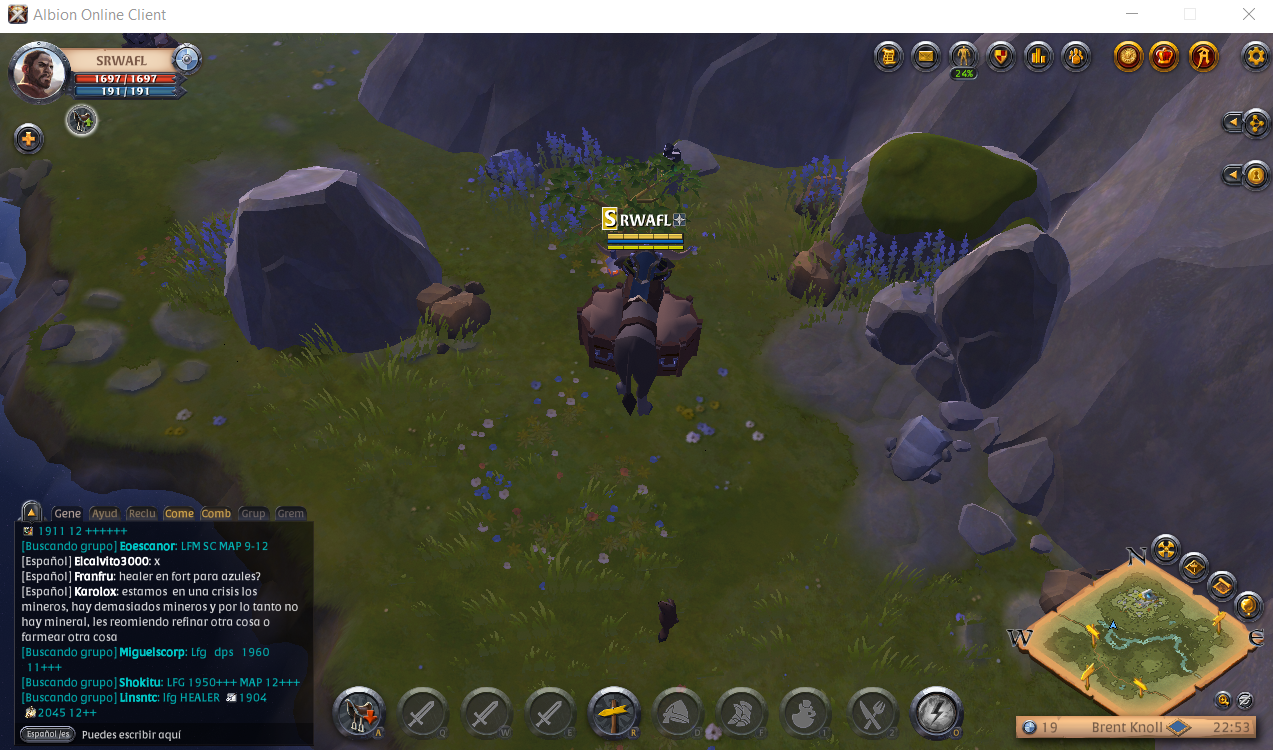 Albion Online Client
SRWAFL
1697/1697
191/191
24%
SRWAFL
Gene Ayud Reclu Come Comb Grup Grem
1911 12 ++++++
[Buscando grupo] Eoescanor: LFM SC MAP 9-12
[Español] Elcalvito3000: x
[Español] Franfru: healer en fort para azules?
[Español] Karolox: estamos en una crisis los
mineros, hay demasiados mineros y por lo tanto no
hay mineral, les reomiendo refinar otra cosa o
farmear otra cosa
[Buscando grupo] Miguelscorp: Lfg dps 1960
11+++
[Buscando grupo] Shokitu: LFG 1950+++ MAP 12+++
[Buscando grupo] Linsntc: lfg HEALER 1904
2045 12++
Español /es Puedes escribir aquí
A Q W E R D F 1 2 O
N
W E
19 Brent Knoll 22:53